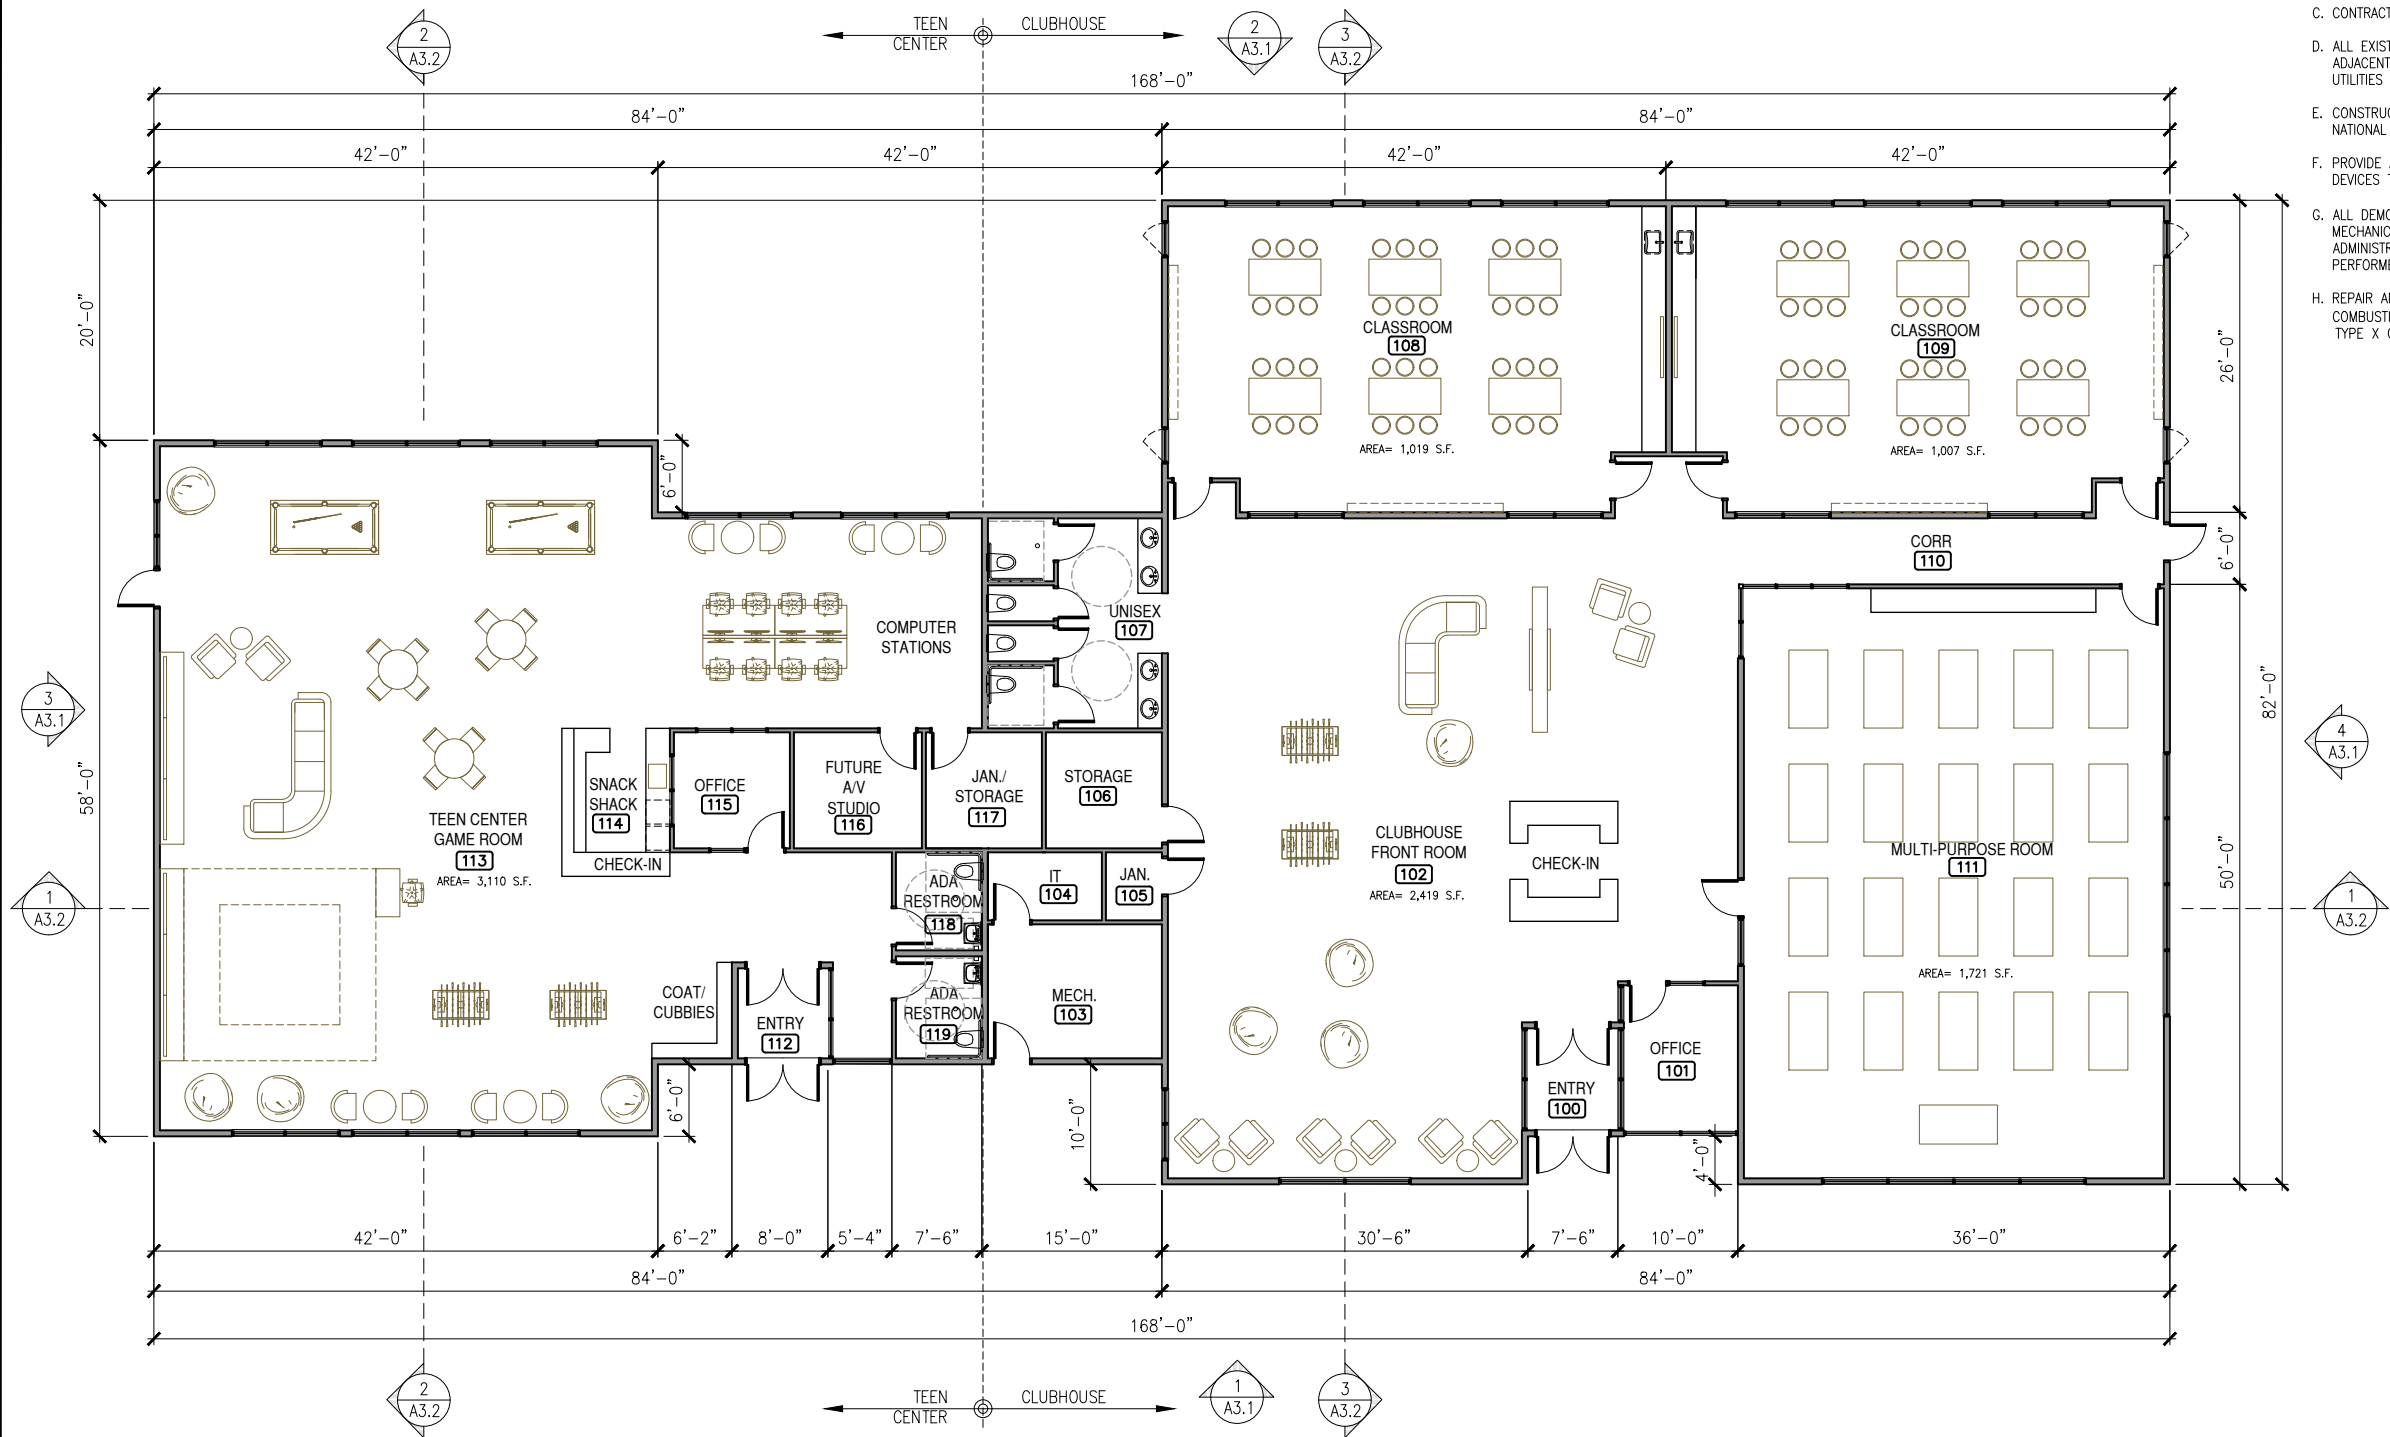 TEEN
CENTER
CLUBHOUSE
2
A3.2
2
A3.1
3
A3.2
168'-0"
84'-0"
84'-0"
42'-0"
42'-0"
42'-0"
42'-0"
C. CONTRACT
D. ALL EXIST
ADJACENT
UTILITIES
E. CONSTRUC
NATIONAL
F. PROVIDE
DEVICES
G. ALL DEMO
MECHANIC
ADMINISTR
PERFORME
H. REPAIR
COMBUSTI
TYPE X
20'-0"
6'-0"
58'-0"
26'-0"
6'-0"
82'-0"
50'-0"
CLASSROOM
108
AREA= 1,019 S.F.
CLASSROOM
109
AREA= 1,007 S.F.
CORR
110
UNISEX
107
COMPUTER
STATIONS
3
A3.1
4
A3.1
SNACK
SHACK
114
CHECK-IN
OFFICE
115
FUTURE
A/V
STUDIO
116
JAN./
STORAGE
117
STORAGE
106
TEEN CENTER
GAME ROOM
113
AREA= 3,110 S.F.
CLUBHOUSE
FRONT ROOM
102
AREA= 2,419 S.F.
CHECK-IN
MULTI-PURPOSE ROOM
111
AREA= 1,721 S.F.
ADA
RESTROOM
118
IT
104
JAN.
105
1
A3.2
1
A3.2
ADA
RESTROOM
119
MECH.
103
COAT/
CUBBIES
ENTRY
112
OFFICE
101
ENTRY
100
6'-0"
10'-0"
4'-0"
42'-0"
6'-2"
8'-0"
5'-4"
7'-6"
15'-0"
30'-6"
7'-6"
10'-0"
36'-0"
84'-0"
84'-0"
168'-0"
2
A3.2
TEEN
CENTER
CLUBHOUSE
1
A3.1
3
A3.2